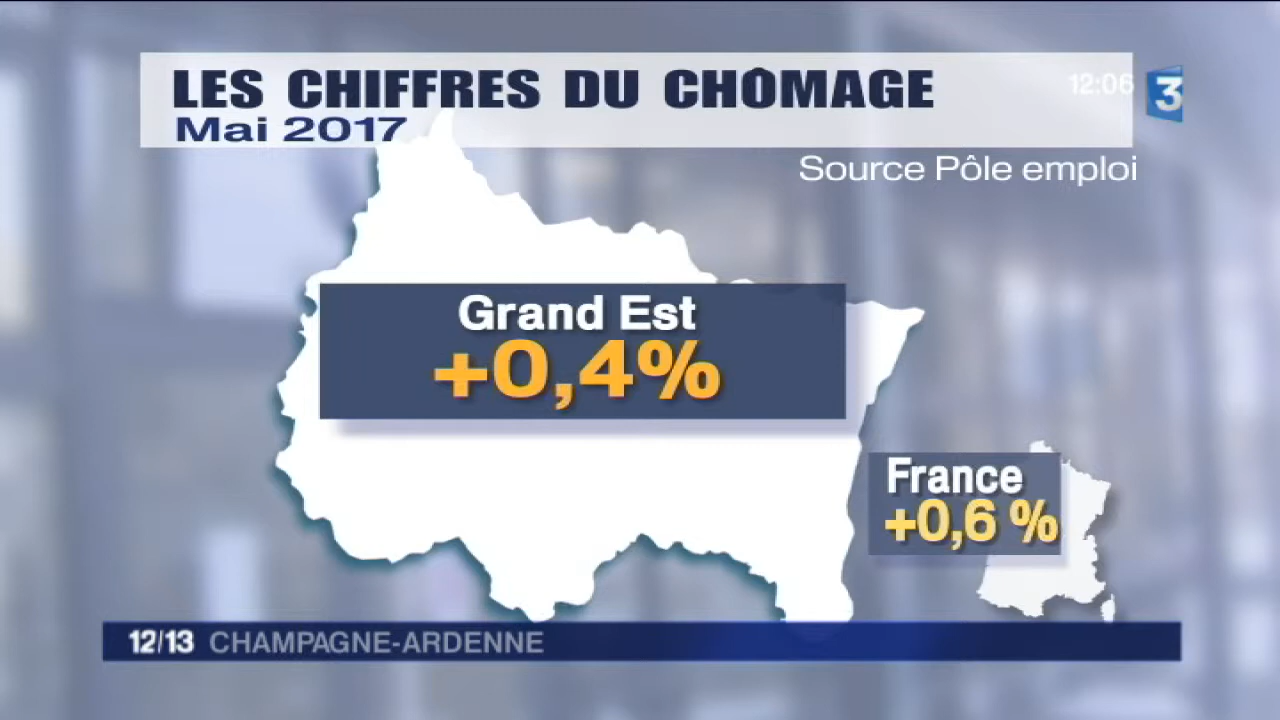 LES CHIFFRES DU CHÔMAGE
12:06
3
Mai 2017
Source Pôle emploi
Grand Est
+0,4%
France
+0,6 %
12/13 CHAMPAGNE-ARDENNE